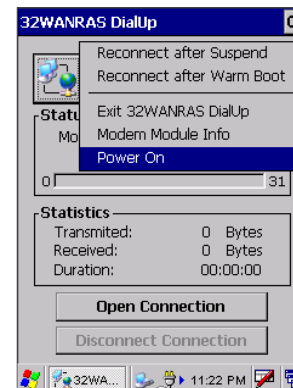 32WANRAS DialUp
Reconnect after Suspend
Reconnect after Warm Boot
Exit 32WANRAS DialUp
Modem Module Info
Power On
Statu
Mo
0 31
Statistics
Transmited: 0 Bytes
Received: 0 Bytes
Duration: 00:00:00
Open Connection
Disconnect Connection
32WA... 11:22 PM